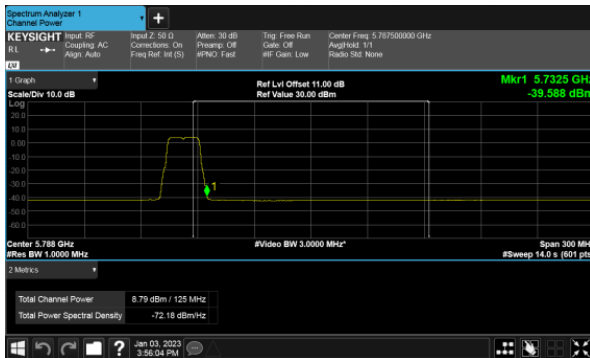 Spectrum Analyzer 1
Channel Power
KEYSIGHT
RL
Input: RF
Coupling: AC
Align: Auto
Input Z: 50 Ω
Corrections: On
Freq Ref: Int (S)
Atten: 30 dB
Preamp: Off
#PNO: Fast
Trig: Free Run
Gate: Off
#IF Gain: Low
Center Freq: 5.787500000 GHz
Avg|Hold: 1/1
Radio Std: None
LXI
1 Graph
Scale/Div 10.0 dB
Ref Lvl Offset 11.00 dB
Ref Value 30.00 dBm
Mkr1 5.7325 GHz
-39.588 dBm
Log
20.0
10.0
0.00
-10.0
-20.0
-30.0
-40.0
-50.0
-60.0
1
Center 5.788 GHz
#Res BW 1.0000 MHz
#Video BW 3.0000 MHz*
Span 300 MH
#Sweep 14.0 s (601 pts
2 Metrics
Total Channel Power 8.79 dBm / 125 MHz
Total Power Spectral Density -72.18 dBm/Hz
?
Jan 03, 2023
3:56:04 PM